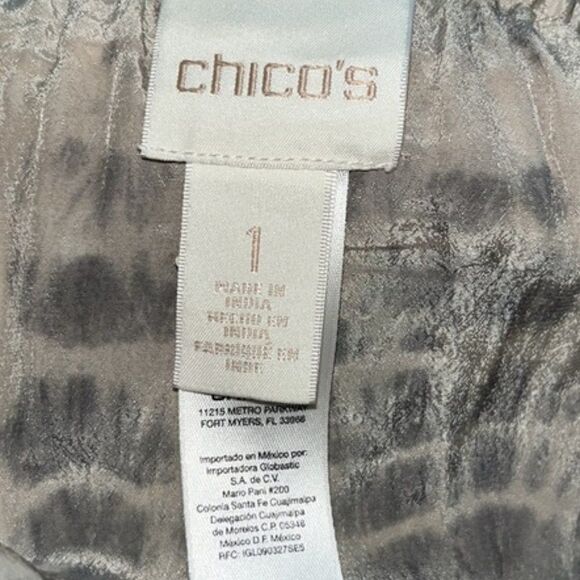 chico's
1
MADE IN
INDIA
HECHO EN
INDIA
FABRIQUÉ EN
INDE
11215 METRO PARKWAY
FORT MYERS, FL 33966
Importado en México por:
Importadora Globastic
S.A. de C.V.
Mario Pani #200
Colonia Santa Fe Cuajimalpa
Delegación Cuajimalpa
de Morelos C.P. 05348
México D.F. México
RFC: IGL090327SE5